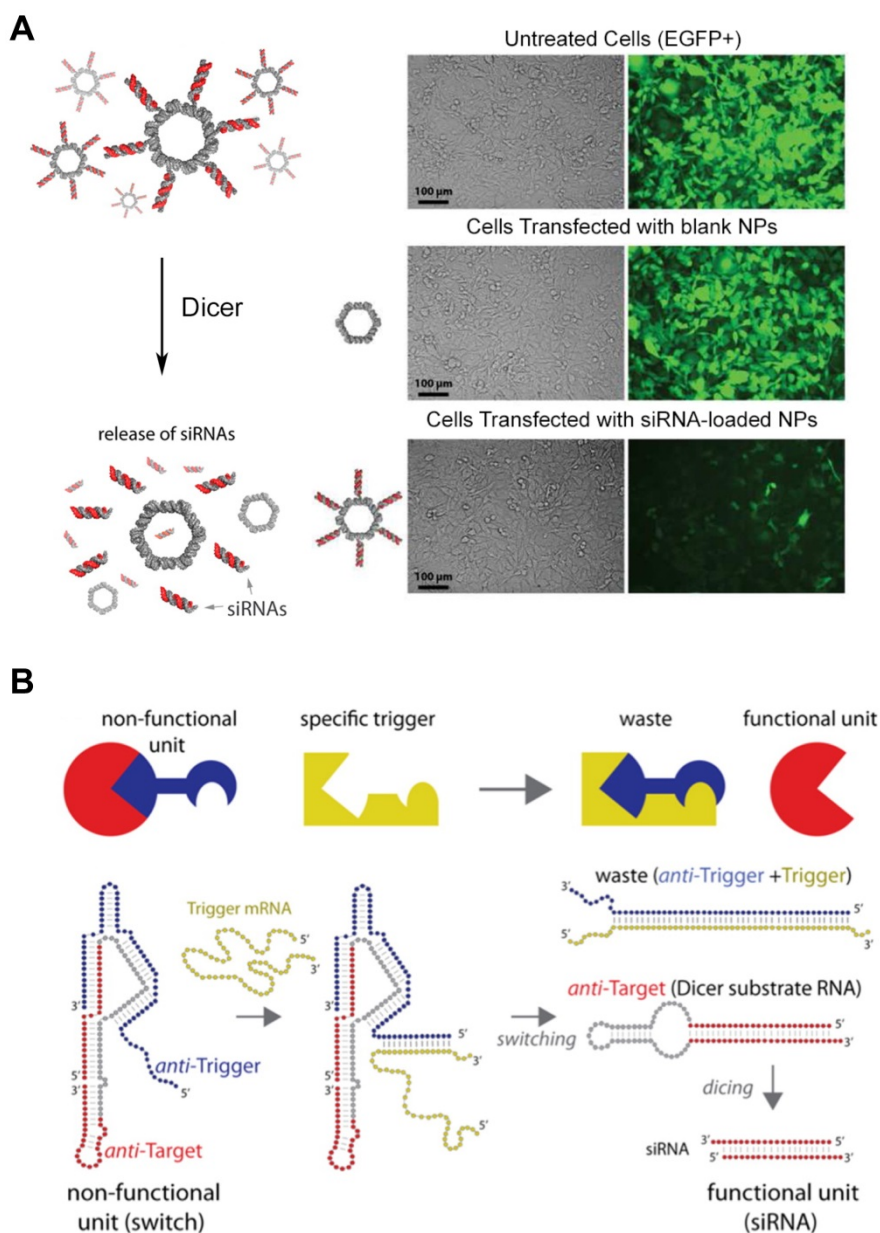 A
Untreated Cells (EGFP+)
100 µm
Dicer
Cells Transfected with blank NPs
100 µm
release of siRNAs
siRNAs
Cells Transfected with siRNA-loaded NPs
100 µm
B
non-functional
unit
specific trigger
waste
functional unit
Trigger mRNA
5′
3′
3′
anti-Trigger
5′
5′
3′
anti-Target
non-functional
unit (switch)
3′
5′
3′
5′
3′
switching
waste (anti-Trigger +Trigger)
3′
5′
5′
3′
anti-Target (Dicer substrate RNA)
5′
3′
dicing
siRNA
3′
5′
5′
3′
functional unit
(siRNA)